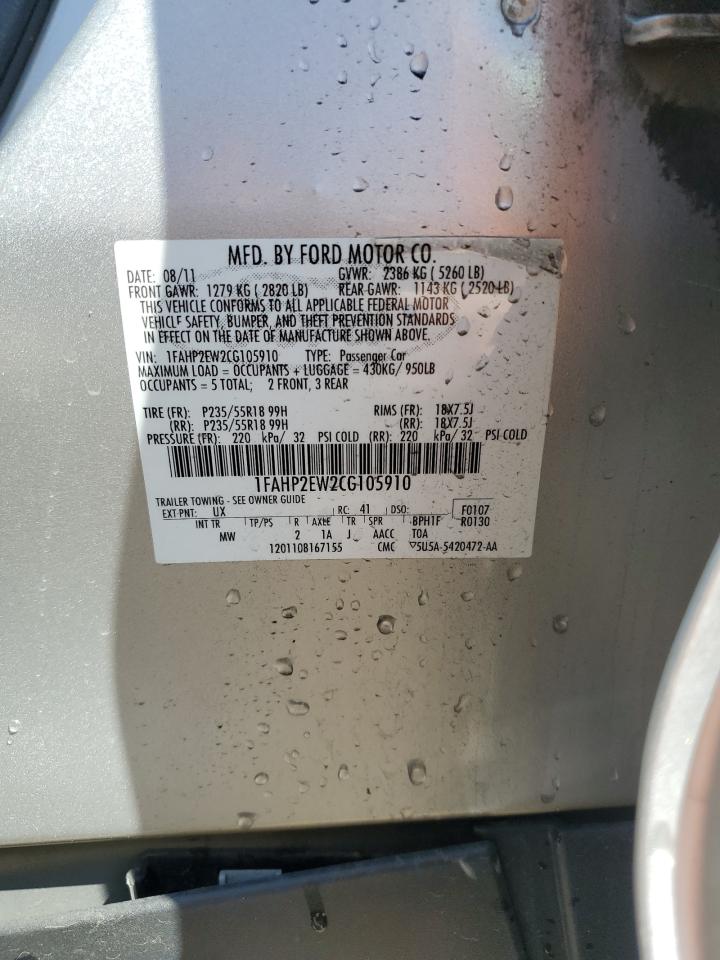 MFD. BY FORD MOTOR CO.
DATE: 08/11 GVWR: 2386 KG ( 5260 LB)
FRONT GAWR: 1279 KG ( 2820 LB) REAR GAWR: 1143 KG ( 2520 LB)
THIS VEHICLE CONFORMS TO ALL APPLICABLE FEDERAL MOTOR
VEHICLE SAFETY, BUMPER, AND THEFT PREVENTION STANDARDS
IN EFFECT ON THE DATE OF MANUFACTURE SHOWN ABOVE.
VIN: 1FAHP2EW2CG105910 TYPE: Passenger Car
MAXIMUM LOAD = OCCUPANTS + LUGGAGE = 430KG/ 950LB
OCCUPANTS = 5 TOTAL; 2 FRONT, 3 REAR
TIRE (FR): P235/55R18 99H RIMS (FR): 18X7.5J
(RR): P235/55R18 99H (RR): 18X7.5J
PRESSURE (FR): 220 kPa/ 32 PSI COLD (RR): 220 kPa/ 32 PSI COLD
1FAHP2EW2CG105910
TRAILER TOWING - SEE OWNER GUIDE
EXT PNT: UX RC: 41 DSO: F0107
INT TR TP/PS R AXLE TR SPR BPH1F R0130
MW 2 1A J AACC TOA
1201108167155 CMC ▽5U5A-5420472-AA